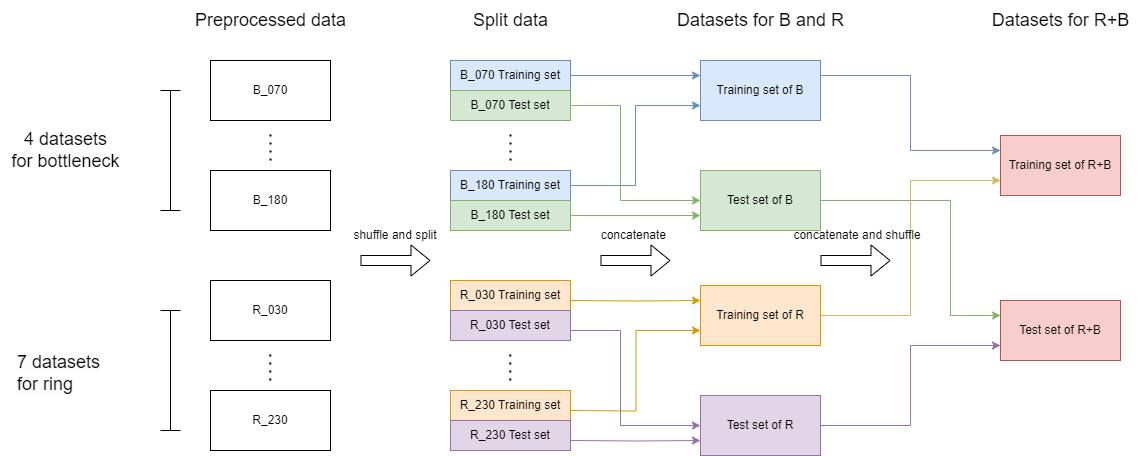 Preprocessed data
Split data
Datasets for B and R
Datasets for R+B
4 datasets
for bottleneck
7 datasets
for ring
B_070
B_180
R_030
R_230
shuffle and split
B_070 Training set
B_070 Test set
B_180 Training set
B_180 Test set
R_030 Training set
R_030 Test set
R_230 Training set
R_230 Test set
concatenate
Training set of B
Test set of B
Training set of R
Test set of R
concatenate and shuffle
Training set of R+B
Test set of R+B